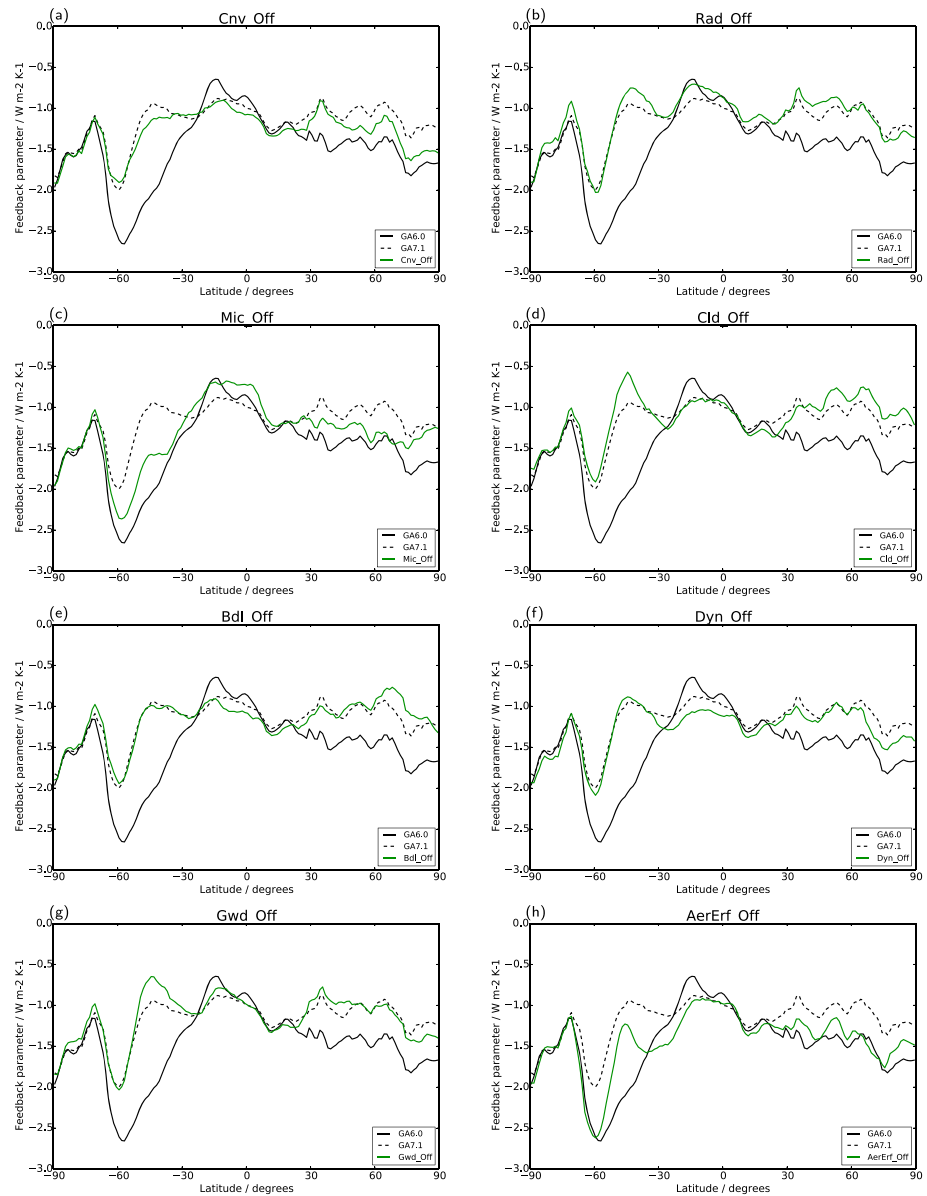 (a) Cnv_Off (b) Rad_Off
0.0 0.0
−0.5 −0.5
−1.0 −1.0
−1.5 −1.5
−2.0 −2.0
−2.5 −2.5
−3.0 −3.0
Feedback parameter / W m-2 K-1 Feedback parameter / W m-2 K-1
GA6.0 GA6.0
GA7.1 GA7.1
Cnv_Off Rad_Off
−90 −60 −30 0 30 60 90 −90 −60 −30 0 30 60 90
Latitude / degrees Latitude / degrees
(c) Mic_Off (d) Cld_Off
0.0 0.0
−0.5 −0.5
−1.0 −1.0
−1.5 −1.5
−2.0 −2.0
−2.5 −2.5
−3.0 −3.0
Feedback parameter / W m-2 K-1 Feedback parameter / W m-2 K-1
GA6.0 GA6.0
GA7.1 GA7.1
Mic_Off Cld_Off
−90 −60 −30 0 30 60 90 −90 −60 −30 0 30 60 90
Latitude / degrees Latitude / degrees
(e) Bdl_Off (f) Dyn_Off
0.0 0.0
−0.5 −0.5
−1.0 −1.0
−1.5 −1.5
−2.0 −2.0
−2.5 −2.5
−3.0 −3.0
Feedback parameter / W m-2 K-1 Feedback parameter / W m-2 K-1
GA6.0 GA6.0
GA7.1 GA7.1
Bdl_Off Dyn_Off
−90 −60 −30 0 30 60 90 −90 −60 −30 0 30 60 90
Latitude / degrees Latitude / degrees
(g) Gwd_Off (h) AerErf_Off
0.0 0.0
−0.5 −0.5
−1.0 −1.0
−1.5 −1.5
−2.0 −2.0
−2.5 −2.5
−3.0 −3.0
Feedback parameter / W m-2 K-1 Feedback parameter / W m-2 K-1
GA6.0 GA6.0
GA7.1 GA7.1
Gwd_Off AerErf_Off
−90 −60 −30 0 30 60 90 −90 −60 −30 0 30 60 90
Latitude / degrees Latitude / degrees